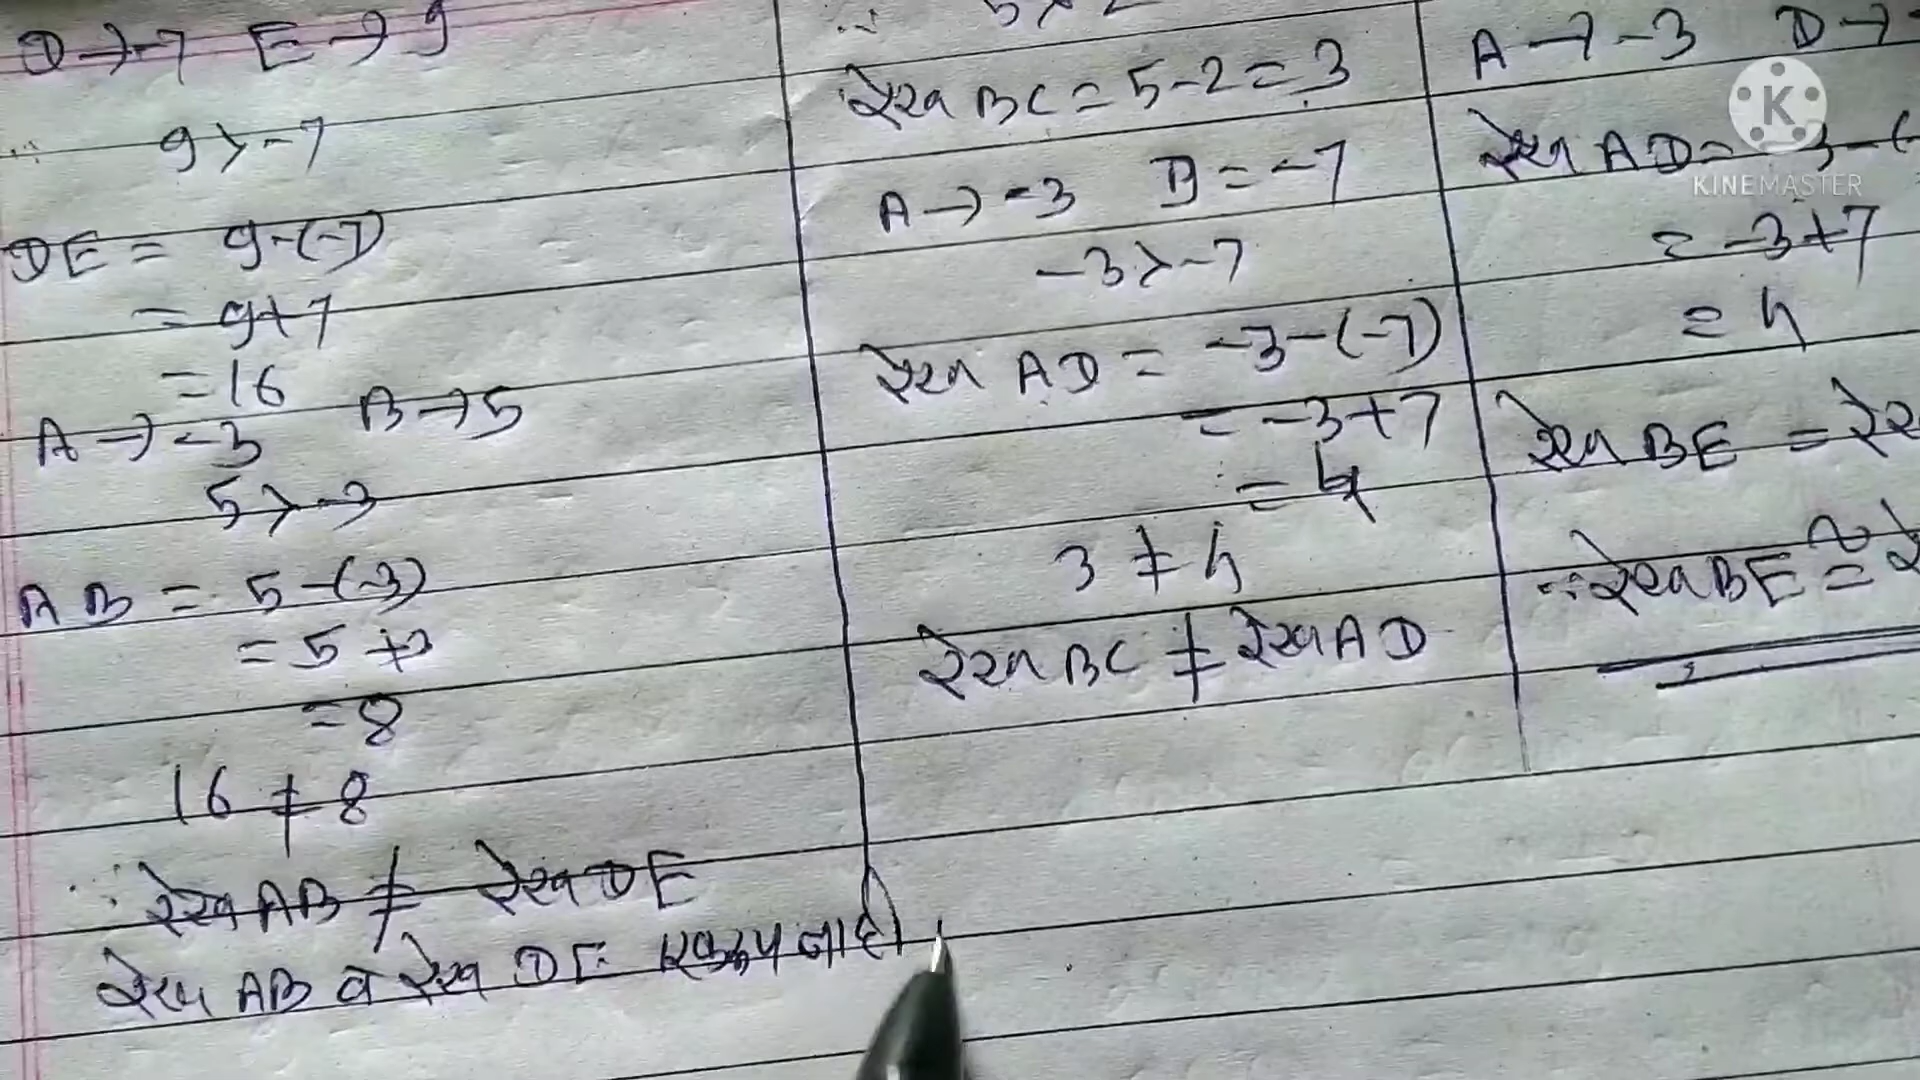 D → -7 E → 9
∵ 9 > -7
DE = 9-(-7)
= 9+7
= 16
A → -3 B → 5
5 > -3
AB = 5-(-3)
= 5+3
= 8
16 ≠ 8
∴ रेख AB ≠ रेख DE
रेख AB व रेख DE एकरूप नाही.
∴ रेख BC = 5-2 = 3
A → -3 B = -7
-3 > -7
रेख AD = -3-(-7)
= -3+7
= 4
3 ≠ 4
रेख BC ≠ रेख AD
A → -3 D →
रेख AD = -3-(-
= -3+7
= 4
रेख BE =
∴ रेख BE ≅
K
KINEMASTER